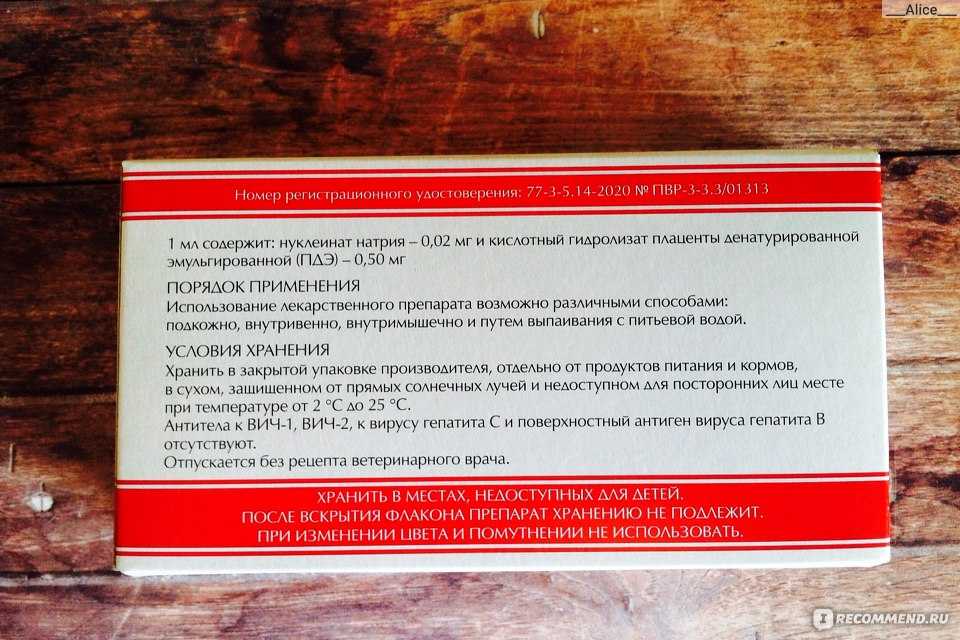 ___Alice___
Номер регистрационного удостоверения: 77-3-5.14-2020 № ПВР-3-3.3/01313
1 мл содержит: нуклеинат натрия – 0,02 мг и кислотный гидролизат плаценты денатурированной
эмульгированной (ПДЭ) – 0,50 мг
ПОРЯДОК ПРИМЕНЕНИЯ
Использование лекарственного препарата возможно различными способами:
подкожно, внутривенно, внутримышечно и путем выпаивания с питьевой водой.
УСЛОВИЯ ХРАНЕНИЯ
Хранить в закрытой упаковке производителя, отдельно от продуктов питания и кормов,
в сухом, защищенном от прямых солнечных лучей и недоступном для посторонних лиц месте
при температуре от 2 °С до 25 °С.
Антитела к ВИЧ-1, ВИЧ-2, к вирусу гепатита С и поверхностный антиген вируса гепатита В
отсутствуют.
Отпускается без рецепта ветеринарного врача.
ХРАНИТЬ В МЕСТАХ, НЕДОСТУПНЫХ ДЛЯ ДЕТЕЙ.
ПОСЛЕ ВСКРЫТИЯ ФЛАКОНА ПРЕПАРАТ ХРАНЕНИЮ НЕ ПОДЛЕЖИТ.
ПРИ ИЗМЕНЕНИИ ЦВЕТА И ПОМУТНЕНИИ НЕ ИСПОЛЬЗОВАТЬ.
RECOMMEND.RU